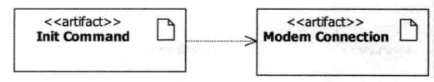 <<artifact>>
Init Command
<<artifact>>
Modem Connection